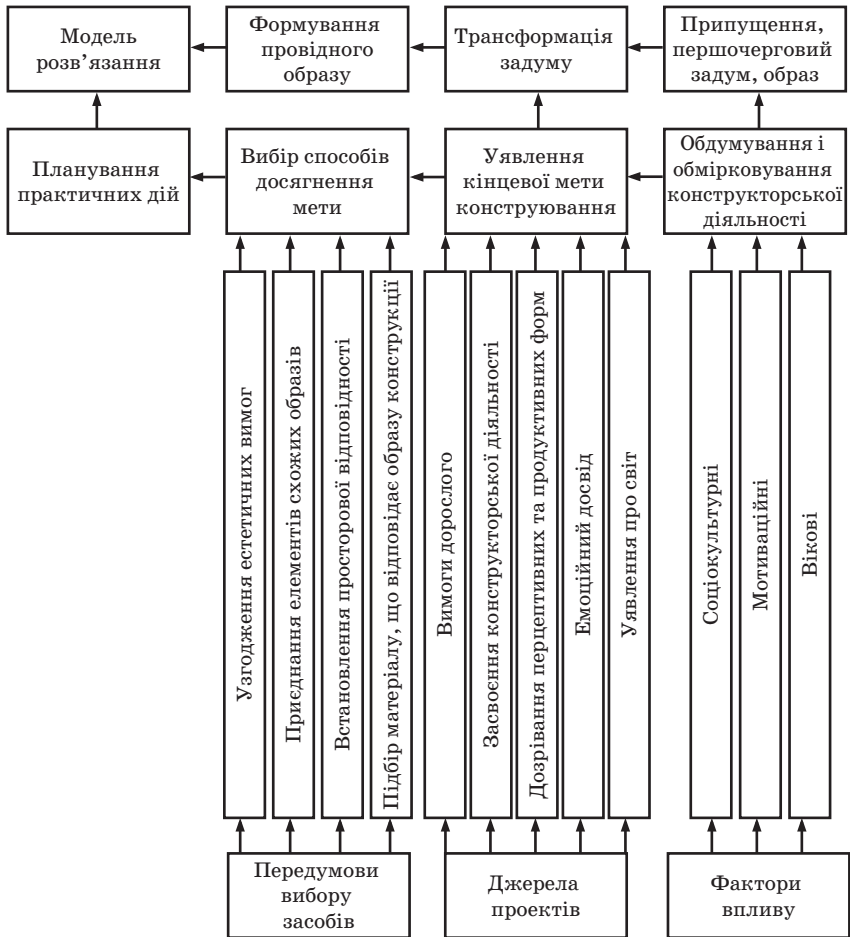 Модель
розв’язання
Формування
провідного
образу
Трансформація
задуму
Припущення,
першочерговий
задум, образ
Планування
практичних дій
Вибір способів
досягнення
мети
Уявлення
кінцевої мети
конструювання
Обдумування і
обмірковування
конструкторської
діяльності
Узгодження естетичних вимог
Приєднання елементів схожих образів
Встановлення просторової відповідності
Підбір матеріалу, що відповідає образу конструкції
Вимоги дорослого
Засвоєння конструкторської діяльності
Дозрівання перцептивних та продуктивних форм
Емоційний досвід
Уявлення про світ
Соціокультурні
Мотиваційні
Вікові
Передумови
вибору
засобів
Джерела
проектів
Фактори
впливу